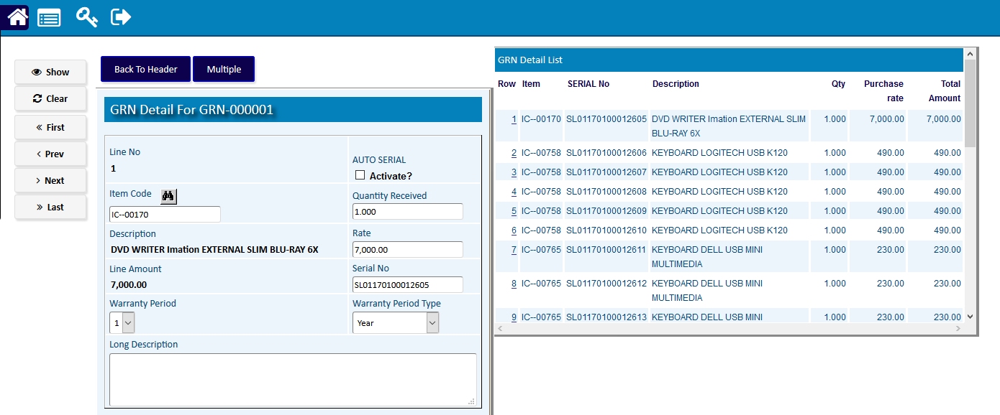 Show
Clear
First
Prev
Next
Last
Back To Header
Multiple
GRN Detail For GRN-000001
Line No
1
AUTO SERIAL
Activate?
Item Code
IC--00170
Quantity Received
1.000
Description
DVD WRITER Imation EXTERNAL SLIM BLU-RAY 6X
Rate
7,000.00
Line Amount
7,000.00
Serial No
SL01170100012605
Warranty Period
1
Warranty Period Type
Year
Long Description
GRN Detail List
Row Item SERIAL No Description Qty Purchase rate Total Amount
1 IC--00170 SL01170100012605 DVD WRITER Imation EXTERNAL SLIM 1.000 7,000.00 7,000.00
BLU-RAY 6X
2 IC--00758 SL01170100012606 KEYBOARD LOGITECH USB K120 1.000 490.00 490.00
3 IC--00758 SL01170100012607 KEYBOARD LOGITECH USB K120 1.000 490.00 490.00
4 IC--00758 SL01170100012608 KEYBOARD LOGITECH USB K120 1.000 490.00 490.00
5 IC--00758 SL01170100012609 KEYBOARD LOGITECH USB K120 1.000 490.00 490.00
6 IC--00758 SL01170100012610 KEYBOARD LOGITECH USB K120 1.000 490.00 490.00
7 IC--00765 SL01170100012611 KEYBOARD DELL USB MINI 1.000 230.00 230.00
MULTIMEDIA
8 IC--00765 SL01170100012612 KEYBOARD DELL USB MINI 1.000 230.00 230.00
MULTIMEDIA
9 IC--00765 SL01170100012613 KEYBOARD DELL USB MINI 1.000 230.00 230.00